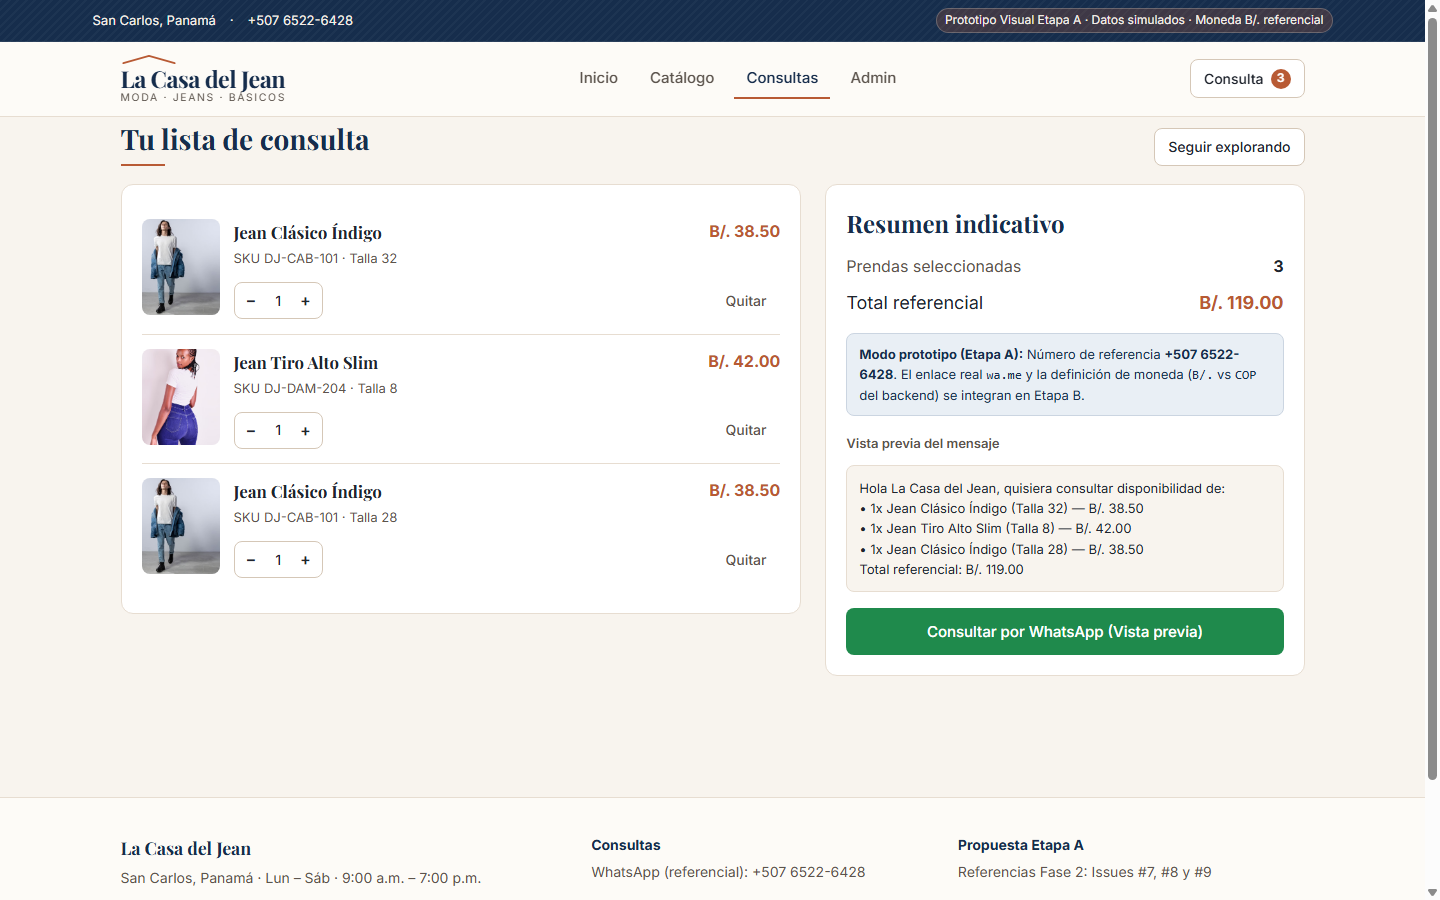 San Carlos, Panamá · +507 6522-6428
Prototipo Visual Etapa A · Datos simulados · Moneda B/. referencial
La Casa del Jean
MODA · JEANS · BÁSICOS
Inicio
Catálogo
Consultas
Admin
Consulta 3
Tu lista de consulta
Seguir explorando
Jean Clásico Índigo
B/. 38.50
SKU DJ-CAB-101 · Talla 32
− 1 +
Quitar
Jean Tiro Alto Slim
B/. 42.00
SKU DJ-DAM-204 · Talla 8
− 1 +
Quitar
Jean Clásico Índigo
B/. 38.50
SKU DJ-CAB-101 · Talla 28
− 1 +
Quitar
Resumen indicativo
Prendas seleccionadas 3
Total referencial B/. 119.00
Modo prototipo (Etapa A): Número de referencia +507 6522-
6428. El enlace real wa.me y la definición de moneda (B/. vs COP
del backend) se integran en Etapa B.
Vista previa del mensaje
Hola La Casa del Jean, quisiera consultar disponibilidad de:
• 1x Jean Clásico Índigo (Talla 32) — B/. 38.50
• 1x Jean Tiro Alto Slim (Talla 8) — B/. 42.00
• 1x Jean Clásico Índigo (Talla 28) — B/. 38.50
Total referencial: B/. 119.00
Consultar por WhatsApp (Vista previa)
La Casa del Jean
San Carlos, Panamá · Lun – Sáb · 9:00 a.m. – 7:00 p.m.
Consultas
WhatsApp (referencial): +507 6522-6428
Propuesta Etapa A
Referencias Fase 2: Issues #7, #8 y #9